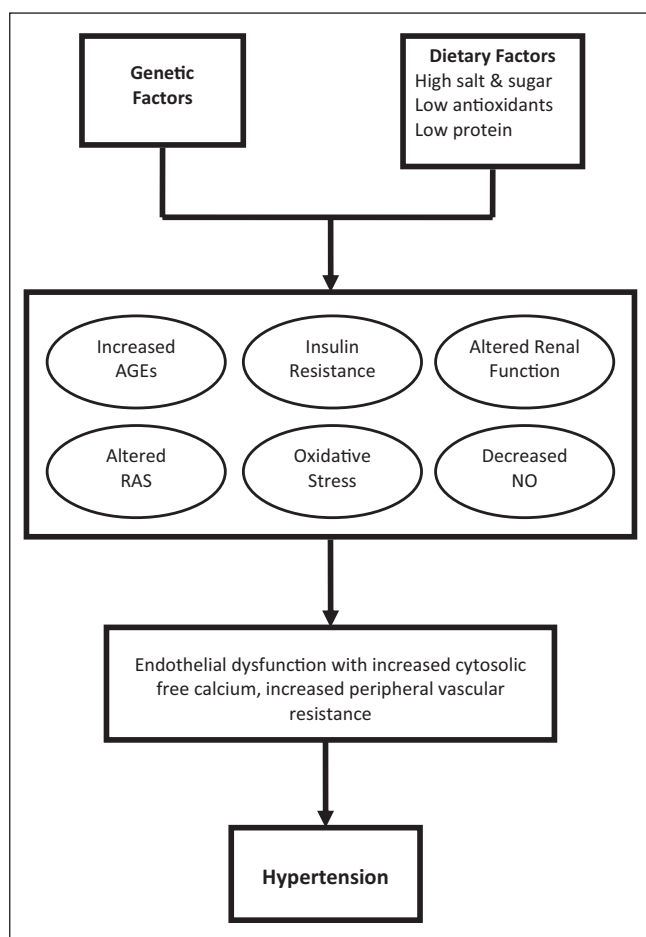 Genetic
Factors
Dietary Factors
High salt & sugar
Low antioxidants
Low protein
Increased
AGEs
Insulin
Resistance
Altered Renal
Function
Altered
RAS
Oxidative
Stress
Decreased
NO
Endothelial dysfunction with increased cytosolic
free calcium, increased peripheral vascular
resistance
Hypertension